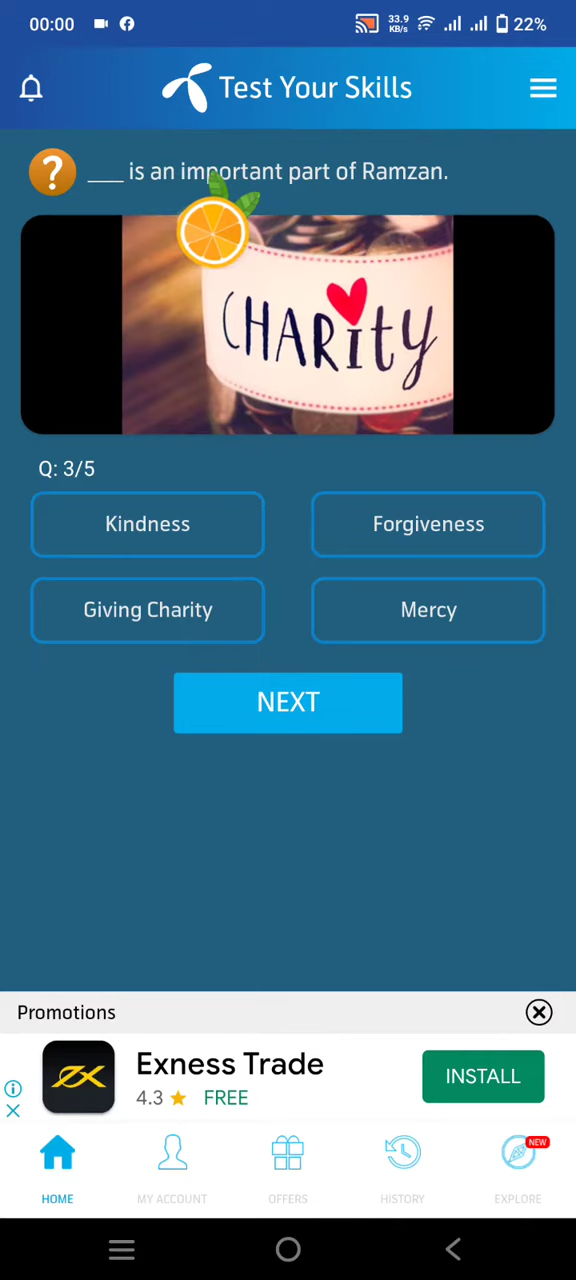 00:00
33.9
KB/s
22%
Test Your Skills
?
___ is an important part of Ramzan.
CHARity
Q: 3/5
Kindness
Forgiveness
Giving Charity
Mercy
NEXT
Promotions
Exness Trade
INSTALL
4.3 ★ FREE
NEW
HOME
MY ACCOUNT
OFFERS
HISTORY
EXPLORE